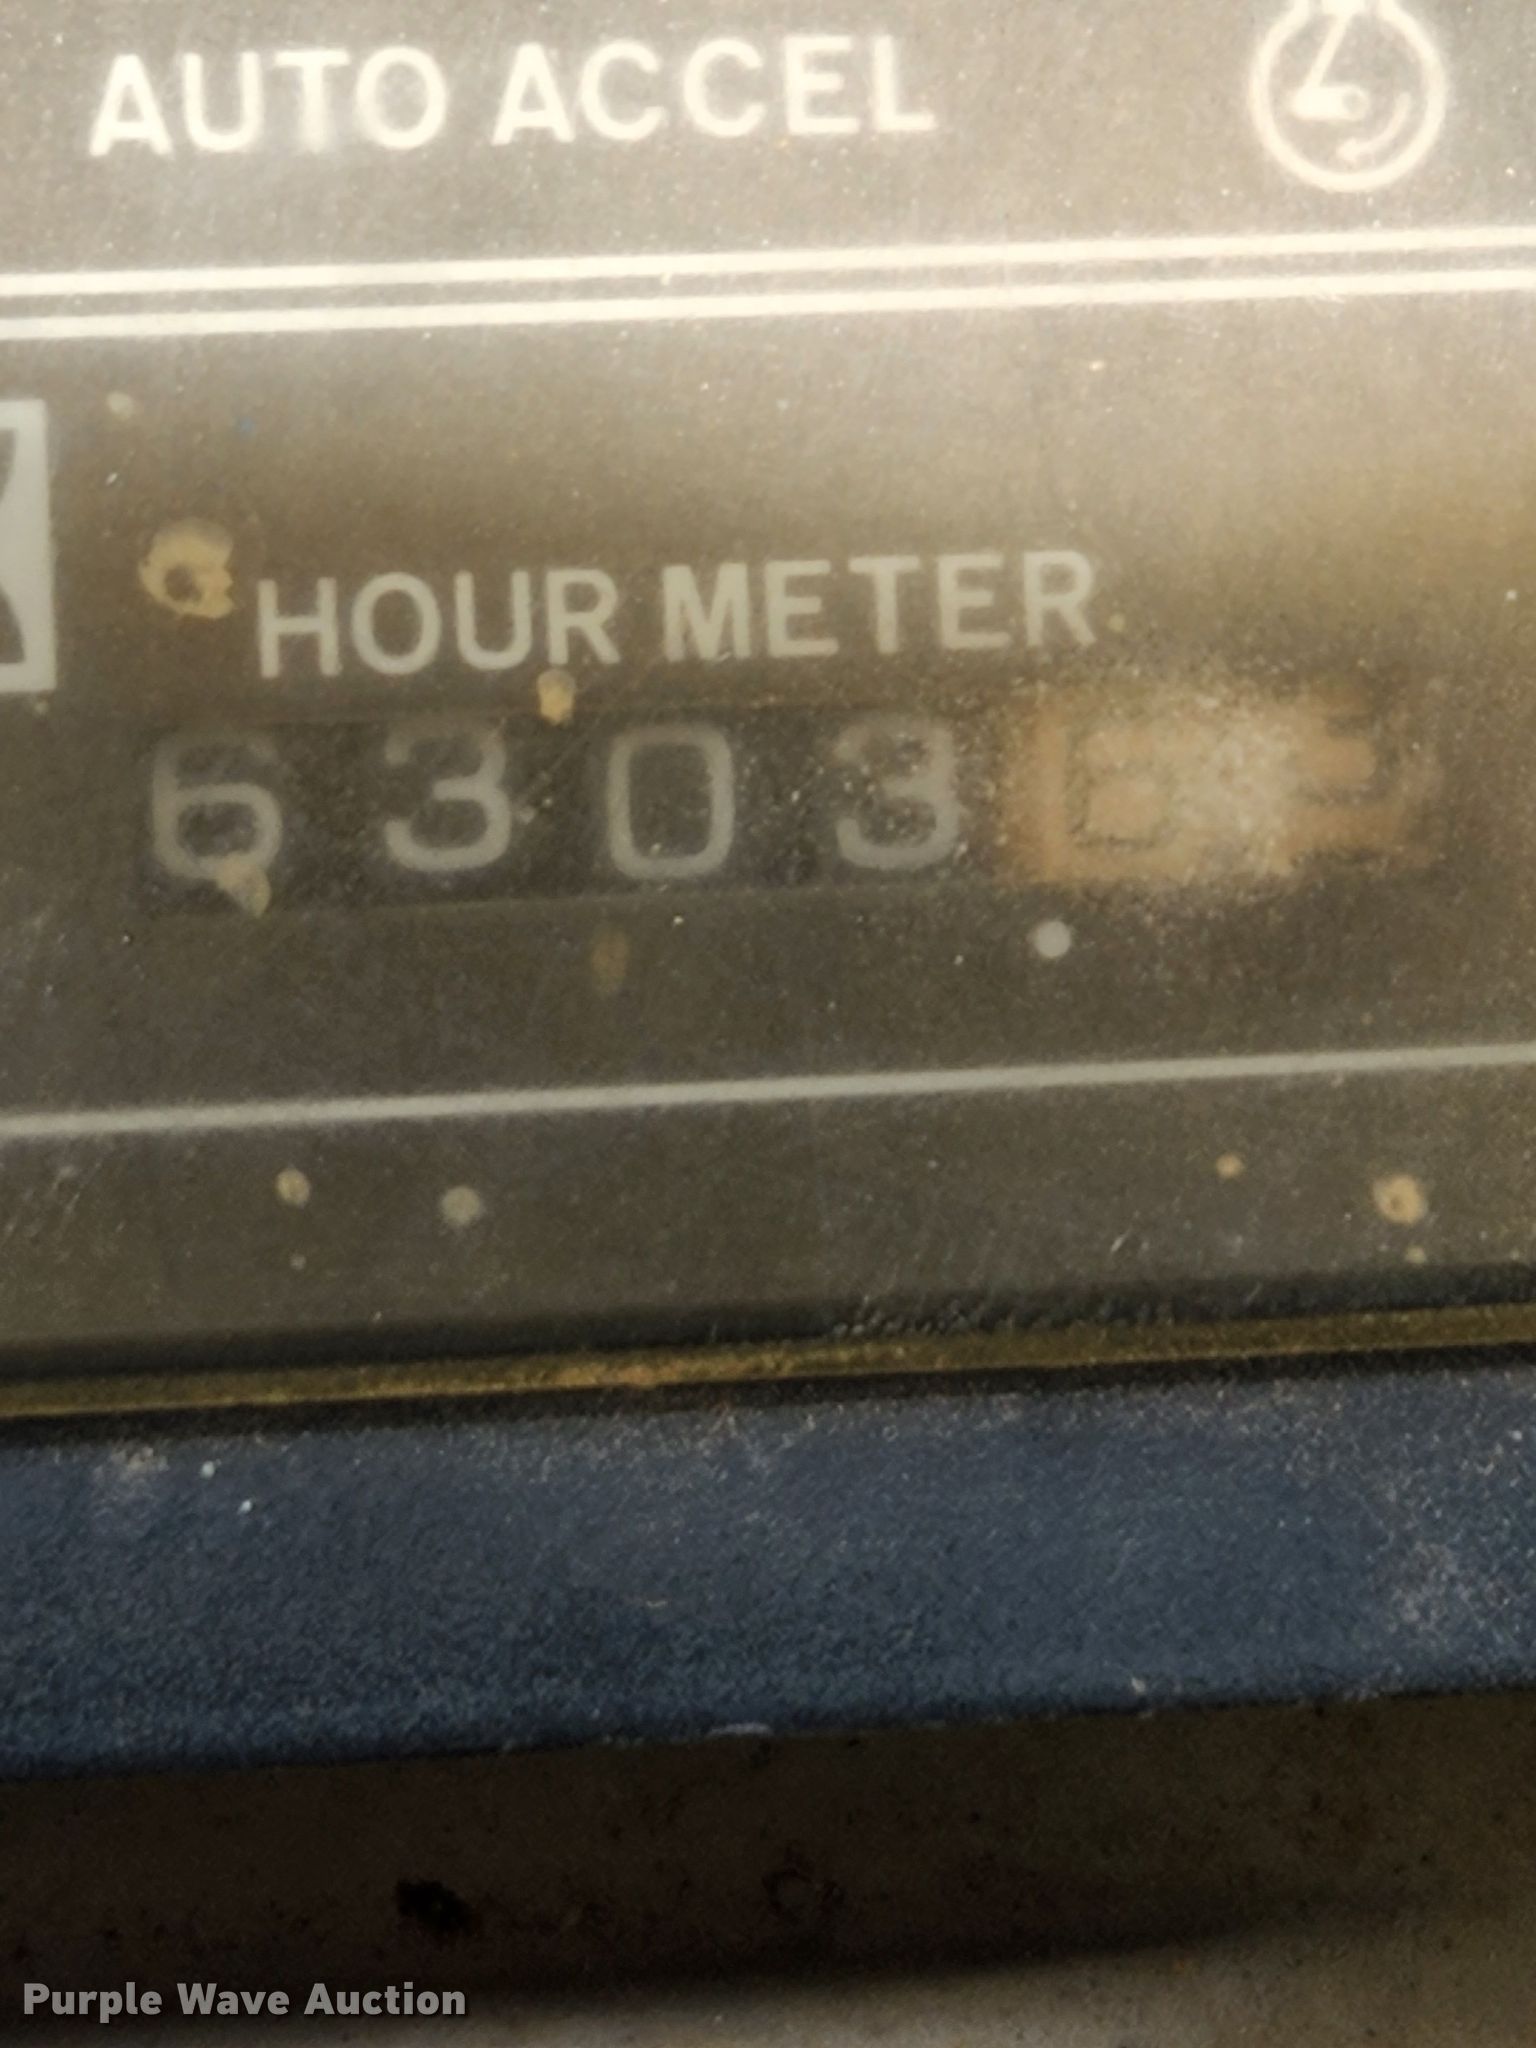 AUTO ACCEL
HOUR METER
6303
Purple Wave Auction